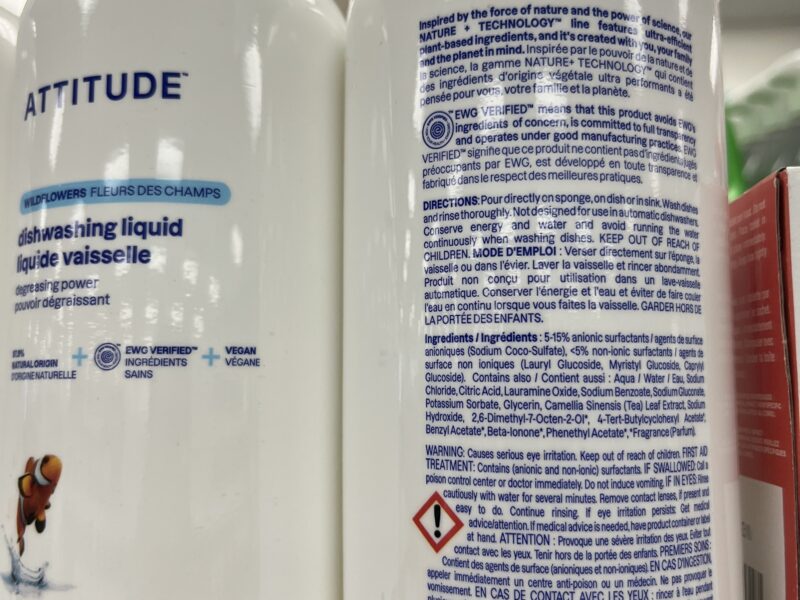 ATTITUDE™
WILDFLOWERS FLEURS DES CHAMPS
dishwashing liquid
liquide vaisselle
degreasing power
pouvoir dégraissant
97.9%
NATURAL ORIGIN
D'ORIGINE NATURELLE
+
EWG VERIFIED™
INGRÉDIENTS
SAINS
+
VEGAN
VÉGANE
Inspired by the force of nature and the power of science, our
NATURE + TECHNOLOGY™ line features ultra-efficient
plant-based ingredients, and it's created with you, your family
and the planet in mind. Inspirée par le pouvoir de la nature et de
la science, la gamme de NATURE+ TECHNOLOGY™ qui contient
des ingrédients d'origine végétale ultra performants a été
pensée pour vous, votre famille et la planète.
EWG VERIFIED™ means that this product avoids EWG's
ingredients of concern, is committed to full transparency
and operates under good manufacturing practices. EWG
VERIFIED™ signifie que ce produit ne contient pas d'ingrédients jugés
préoccupants par EWG, est développé en toute transparence et
fabriqué dans le respect des meilleures pratiques.
DIRECTIONS: Pour directly on sponge, on dish or in sink. Wash dishes
and rinse thoroughly. Not designed for use in automatic dishwashers.
Conserve energy and water and avoid running the water
continuously when washing dishes. KEEP OUT OF REACH OF
CHILDREN. MODE D'EMPLOI : Verser directement sur l'éponge, la
vaisselle ou dans l'évier. Laver la vaisselle et rincer abondamment.
Produit non conçu pour utilisation dans un lave-vaisselle
automatique. Conserver l'énergie et l'eau et éviter de faire couler
l'eau en continu lorsque vous faites la vaisselle. GARDER HORS DE
LA PORTÉE DES ENFANTS.
Ingredients / Ingrédients : 5-15% anionic surfactants / agents de surface
anioniques (Sodium Coco-Sulfate), <5% non-ionic surfactants / agents de
surface non ioniques (Lauryl Glucoside, Myristyl Glucoside, Caprylyl
Glucoside). Contains also / Contient aussi : Aqua / Water / Eau, Sodium
Chloride, Citric Acid, Lauramine Oxide, Sodium Benzoate, Sodium Gluconate,
Potassium Sorbate, Glycerin, Camellia Sinensis (Tea) Leaf Extract, Sodium
Hydroxide, 2,6-Dimethyl-7-Octen-2-Ol*, 4-Tert-Butylcyclohexyl Acetate*,
Benzyl Acetate*, Beta-Ionone*, Phenethyl Acetate*, *Fragrance (Parfum).
WARNING: Causes serious eye irritation. Keep out of reach of children. FIRST AID
TREATMENT: Contains (anionic and non-ionic) surfactants. IF SWALLOWED: Call a
poison control center or doctor immediately. Do not induce vomiting. IF IN EYES: Rinse
cautiously with water for several minutes. Remove contact lenses, if present and
easy to do. Continue rinsing. If eye irritation persists: Get medical
advice/attention. If medical advice is needed, have product container or label
at hand. ATTENTION : Provoque une sévère irritation des yeux. Éviter tout
contact avec les yeux. Tenir hors de la portée des enfants. PREMIERS SOINS :
Contient des agents de surface (anioniques et non-ioniques). EN CAS D'INGESTION,
appeler immédiatement un centre anti-poison ou un médecin. Ne pas provoquer le
vomissement. EN CAS DE CONTACT AVEC LES YEUX : rincer à l'eau pendant